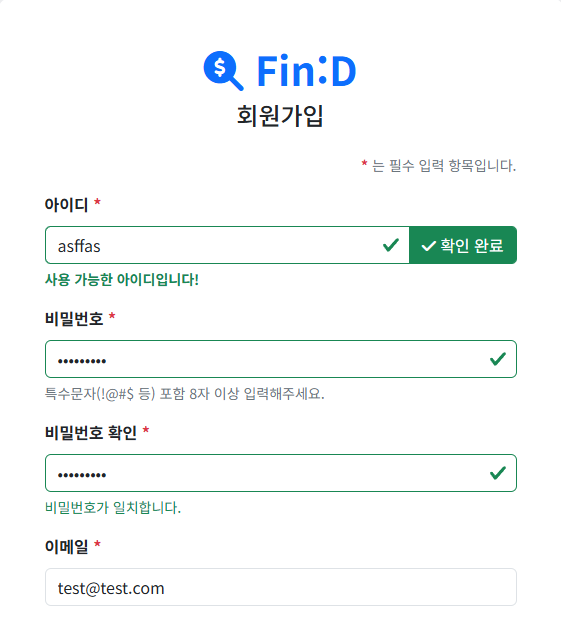 $ Fin:D
회원가입
* 는 필수 입력 항목입니다.
아이디 *
asffas ✓ ✓ 확인 완료
사용 가능한 아이디입니다!
비밀번호 *
••••••••• ✓
특수문자(!@#$ 등) 포함 8자 이상 입력해주세요.
비밀번호 확인 *
••••••••• ✓
비밀번호가 일치합니다.
이메일 *
test@test.com